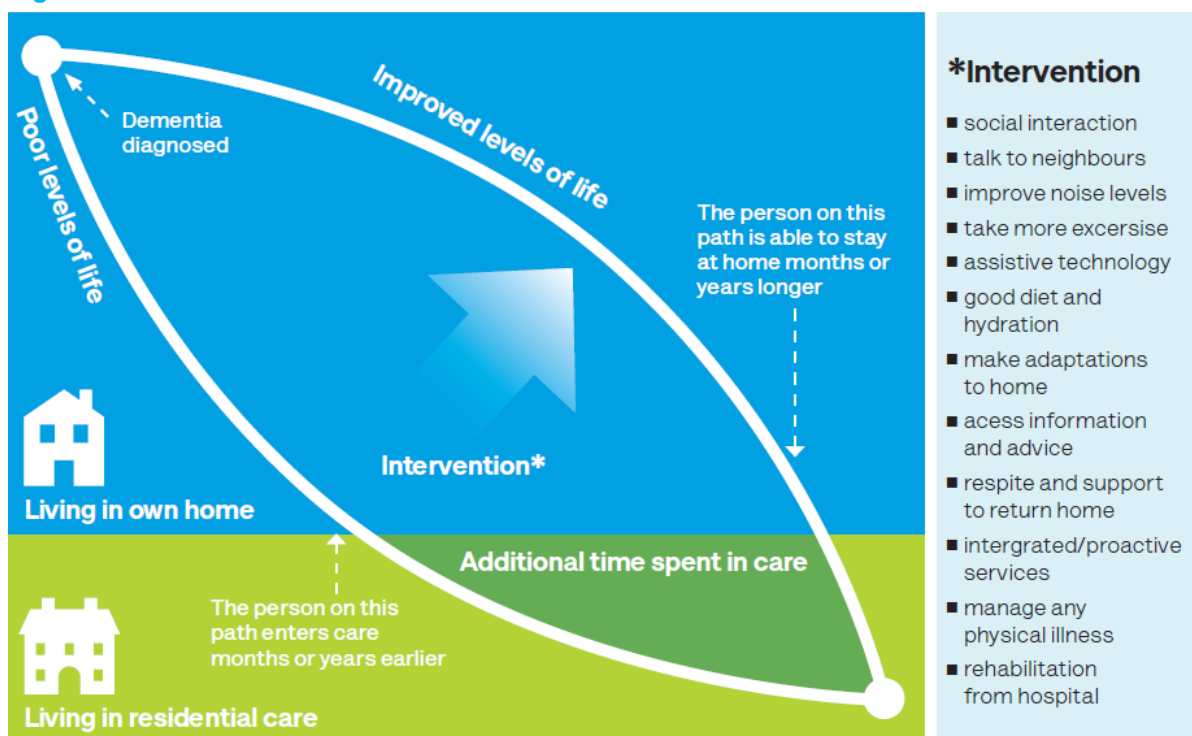 Dementia
diagnosed
Poor levels of life
Improved levels of life
The person on this
path is able to stay
at home months or
years longer
Intervention*
Living in own home
Additional time spent in care
The person on this
path enters care
months or years earlier
Living in residential care
*Intervention
■ social interaction
■ talk to neighbours
■ improve noise levels
■ take more excersise
■ assistive technology
■ good diet and
hydration
■ make adaptations
to home
■ acess information
and advice
■ respite and support
to return home
■ intergrated/proactive
services
■ manage any
physical illness
■ rehabilitation
from hospital